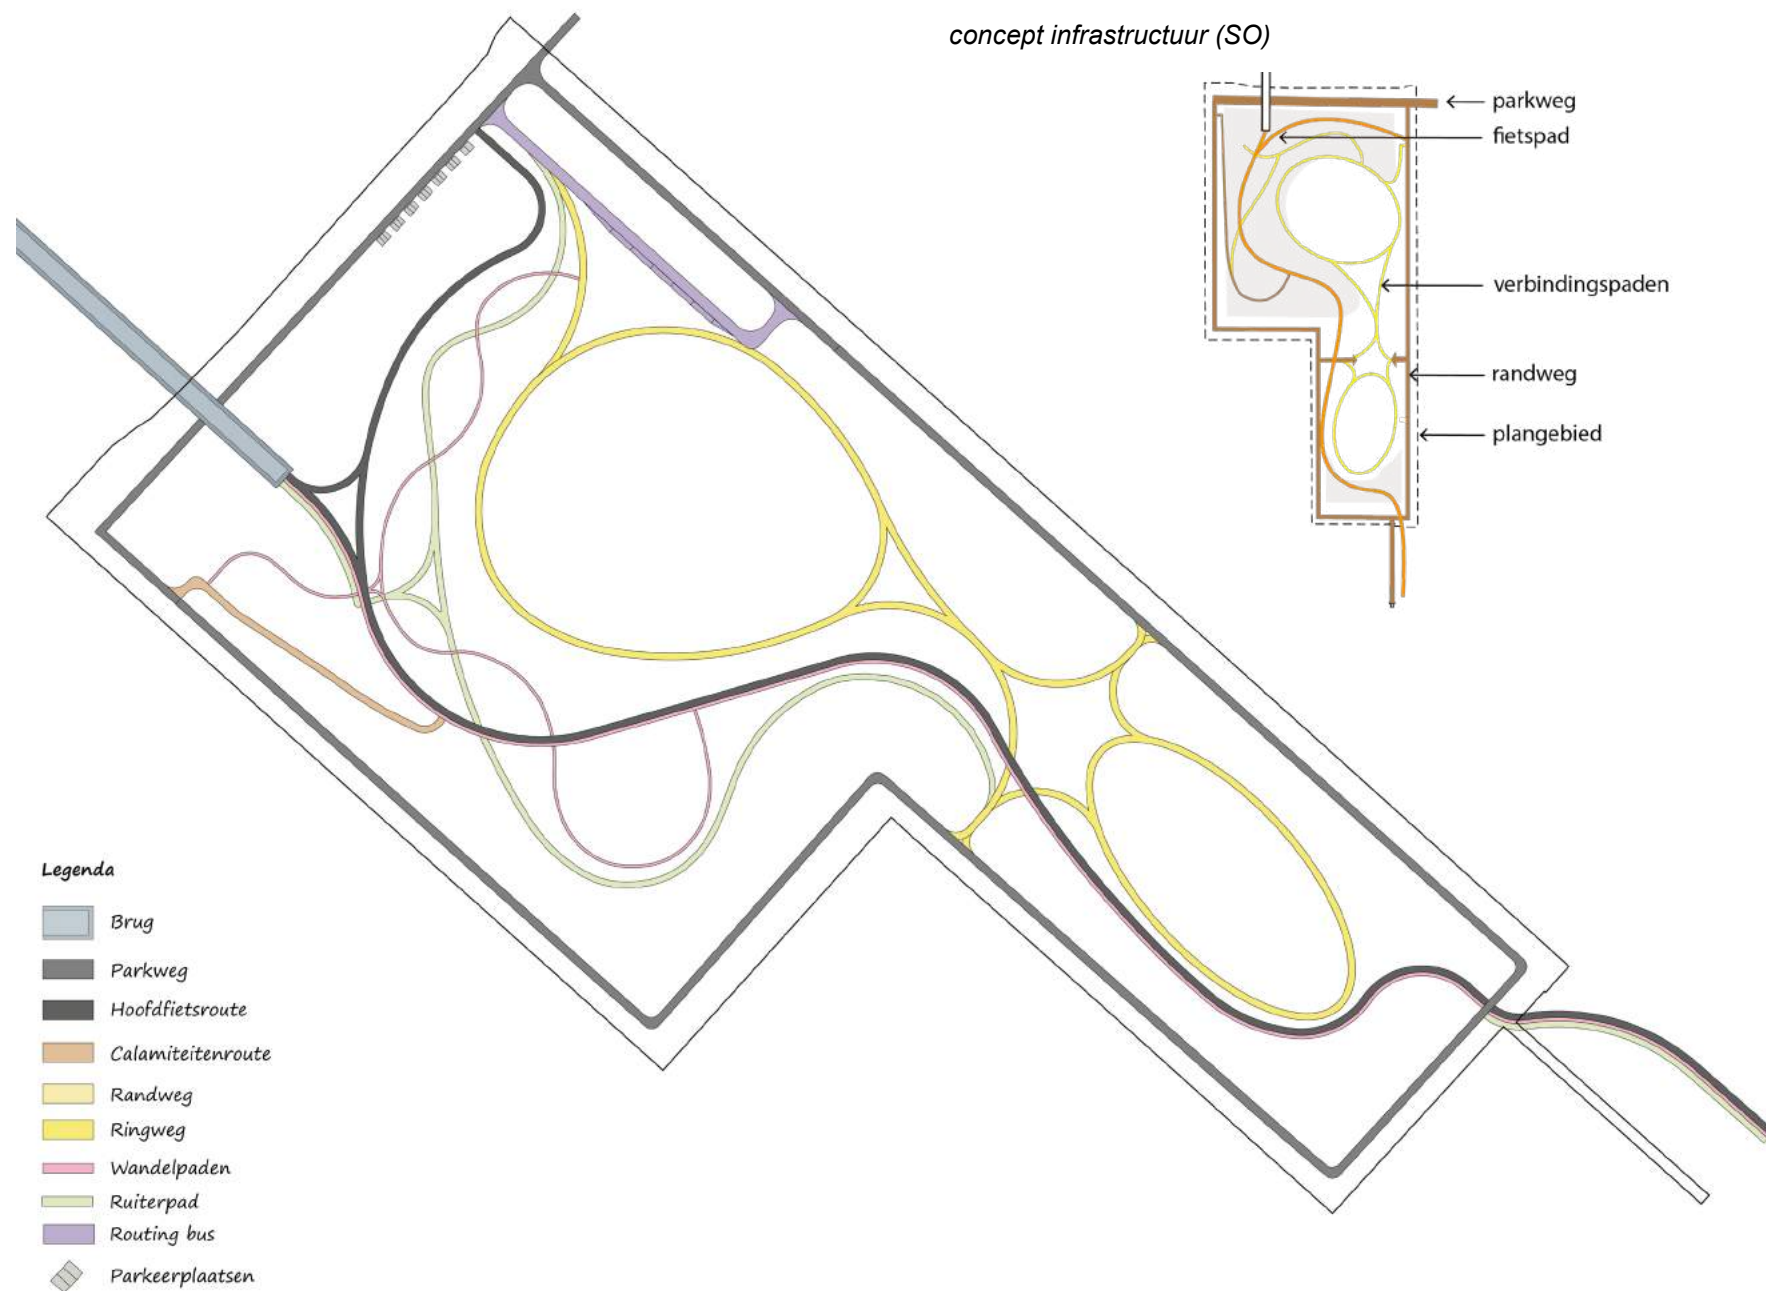 concept infrastructuur (SO)
parkweg
fietspad
verbindingspaden
randweg
plangebied
Legenda
Brug
Parkweg
Hoofdfietsroute
Calamiteitenroute
Randweg
Ringweg
Wandelpaden
Ruiterpad
Routing bus
Parkeerplaatsen